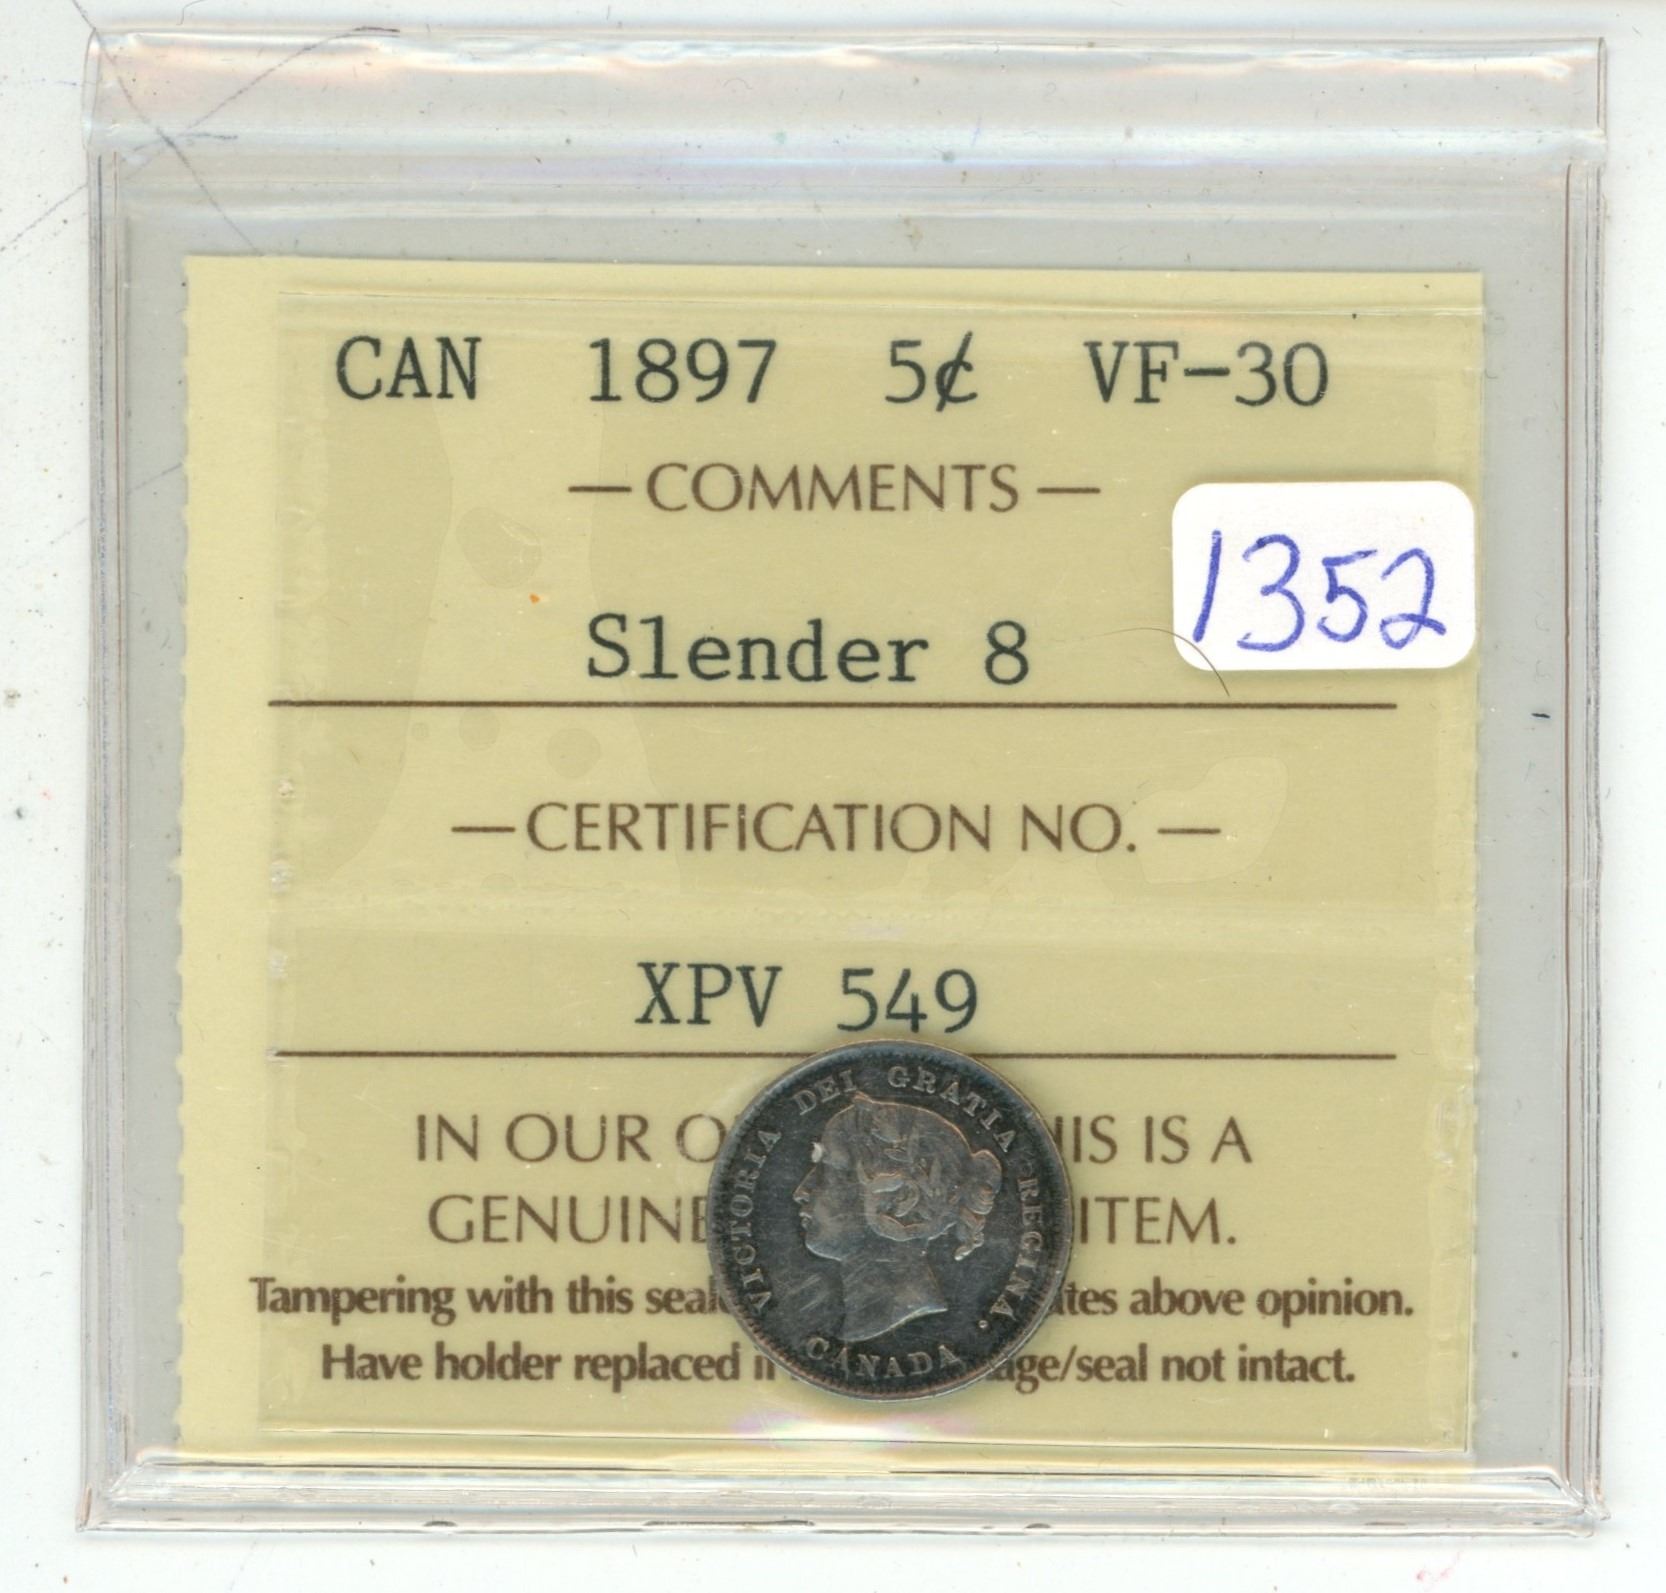 CAN 1897 5¢ VF-30
— COMMENTS —
1352
Slender 8
— CERTIFICATION NO. —
XPV 549
IN OUR O HIS IS A
GENUINE ITEM.
Tampering with this seal ates above opinion.
Have holder replaced age/seal not intact.
VICTORIA DEI GRATIA REGINA.
CANADA